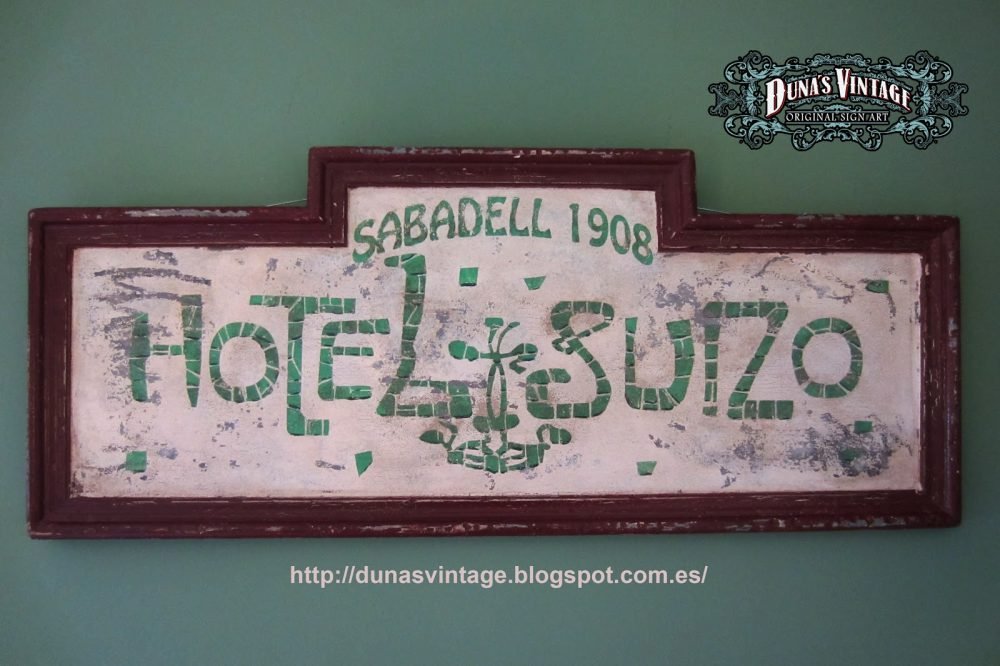 DUNA'S VINTAGE
ORIGINAL SIGN ART
SABADELL 1908
HOTEL SUIZO
http://dunasvintage.blogspot.com.es/